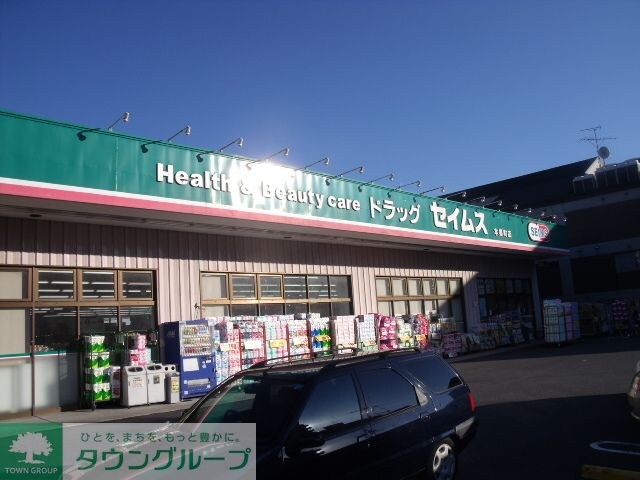 Health & Beauty care ドラッグ セイムス
TOWN GROUP
ひとを、まちを、もっと豊かに。
タウングループ